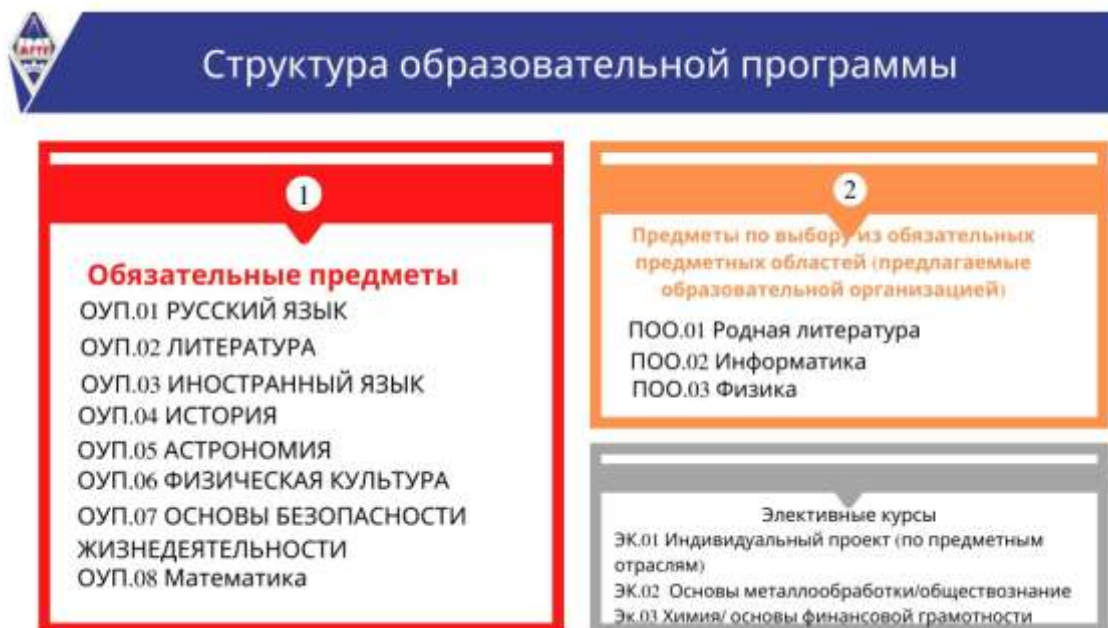 Структура образовательной программы
1
Обязательные предметы
ОУП.01 РУССКИЙ ЯЗЫК
ОУП.02 ЛИТЕРАТУРА
ОУП.03 ИНОСТРАННЫЙ ЯЗЫК
ОУП.04 ИСТОРИЯ
ОУП.05 АСТРОНОМИЯ
ОУП.06 ФИЗИЧЕСКАЯ КУЛЬТУРА
ОУП.07 ОСНОВЫ БЕЗОПАСНОСТИ
ЖИЗНЕДЕЯТЕЛЬНОСТИ
ОУП.08 Математика
2
Предметы по выбору из обязательных
предметных областей (предлагаемые
образовательной организацией)
ПОО.01 Родная литература
ПОО.02 Информатика
ПОО.03 Физика
Элективные курсы
ЭК.01 Индивидуальный проект (по предметным
отраслям)
ЭК.02 Основы металлообработки/обществознание
Эк.03 Химия/ основы финансовой грамотности